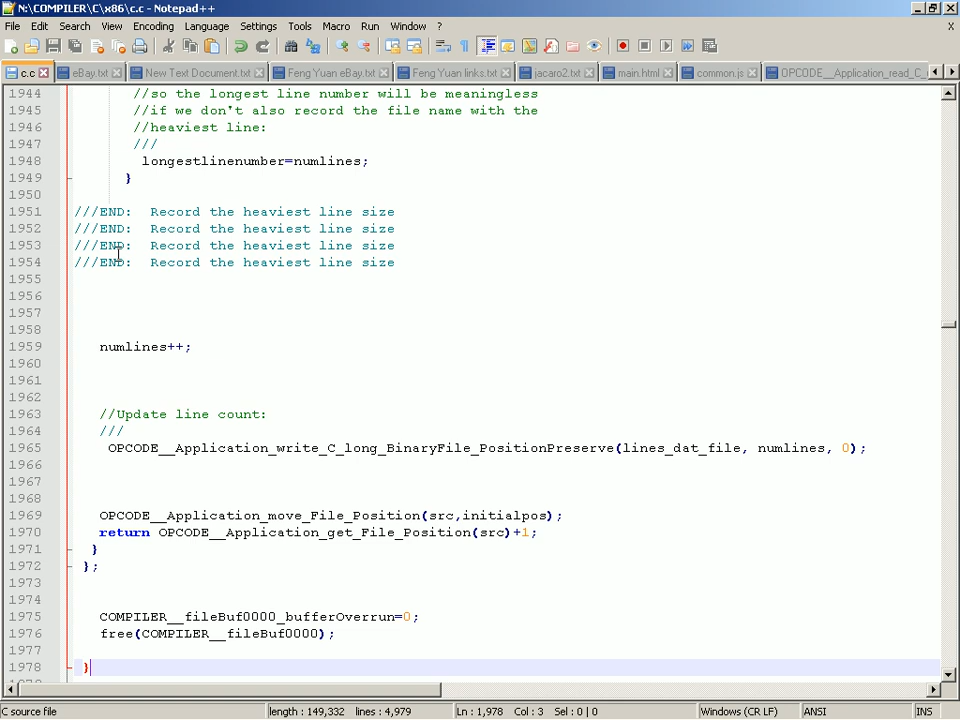 N:\COMPILER\C\x86\c.c - Notepad++
File Edit Search View Encoding Language Settings Tools Macro Run Window ? X
c.c eBay.txt New Text Document.txt Feng Yuan eBay.txt Feng Yuan links.txt jacaro2.txt main.html common.js OPCODE__Application_read_C_
1944 //so the longest line number will be meaningless
1945 //if we don't also record the file name with the
1946 //heaviest line:
1947 ///
1948 longestlinenumber=numlines;
1949 }
1950
1951 ///END: Record the heaviest line size
1952 ///END: Record the heaviest line size
1953 ///END: Record the heaviest line size
1954 ///END: Record the heaviest line size
1955
1956
1957
1958
1959 numlines++;
1960
1961
1962
1963 //Update line count:
1964 ///
1965 OPCODE__Application_write_C_long_BinaryFile_PositionPreserve(lines_dat_file, numlines, 0);
1966
1967
1968
1969 OPCODE__Application_move_File_Position(src,initialpos);
1970 return OPCODE__Application_get_File_Position(src)+1;
1971 }
1972 };
1973
1974
1975 COMPILER__fileBuf0000_bufferOverrun=0;
1976 free(COMPILER__fileBuf0000);
1977
1978 }
C source file length : 149,332 lines : 4,979 Ln : 1,978 Col : 3 Sel : 0 | 0 Windows (CR LF) ANSI INS